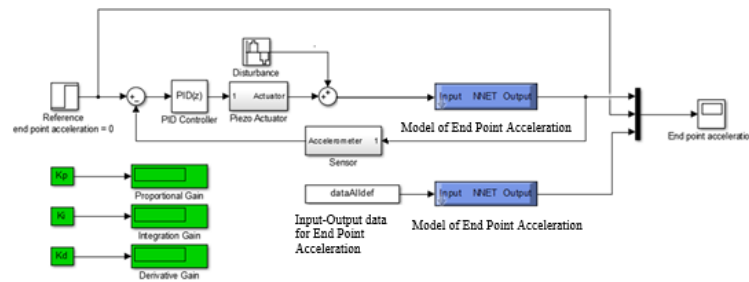 Disturbance
Reference
end point acceleration = 0
PID(z)
PID Controller
1 Actuator
Piezo Actuator
Input NNET Output
Model of End Point Acceleration
End point acceleratio
Accelerometer 1
Sensor
Kp
Proportional Gain
Ki
Integration Gain
Kd
Derivative Gain
dataAlldef
Input-Output data
for End Point
Acceleration
Input NNET Output
Model of End Point Acceleration